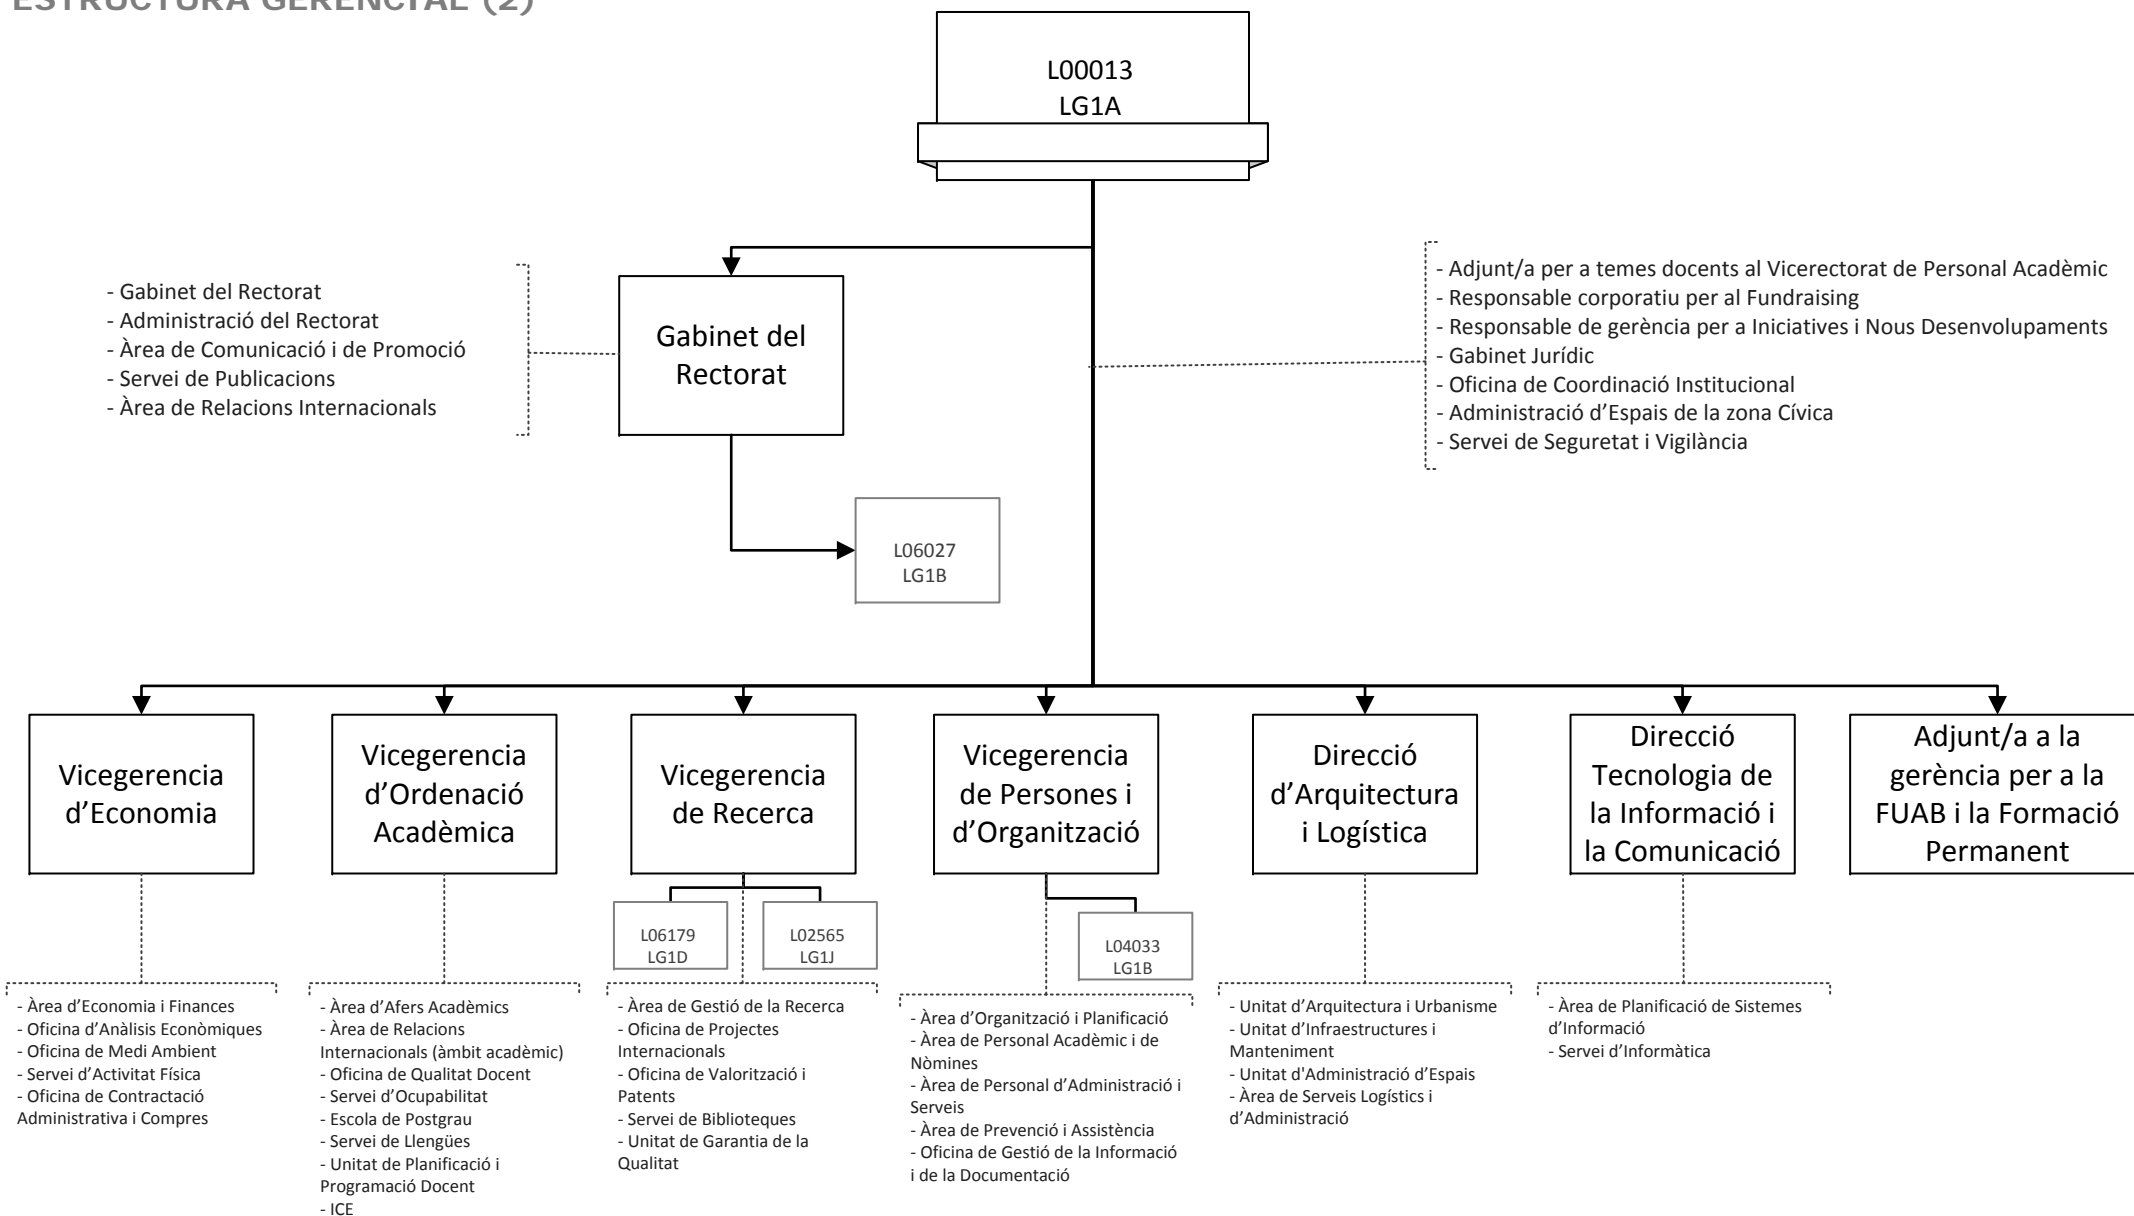 ESTRUCTURA GERENCIAL (2)
L00013
LG1A
- Gabinet del Rectorat
- Administració del Rectorat
- Àrea de Comunicació i de Promoció
- Servei de Publicacions
- Àrea de Relacions Internacionals
Gabinet del
Rectorat
- Adjunt/a per a temes docents al Vicerectorat de Personal Acadèmic
- Responsable corporatiu per al Fundraising
- Responsable de gerència per a Iniciatives i Nous Desenvolupaments
- Gabinet Jurídic
- Oficina de Coordinació Institucional
- Administració d’Espais de la zona Cívica
- Servei de Seguretat i Vigilància
L06027
LG1B
Vicegerencia
d’Economia
Vicegerencia
d’Ordenació
Acadèmica
Vicegerencia
de Recerca
Vicegerencia
de Persones i
d’Organització
Direcció
d’Arquitectura
i Logística
Direcció
Tecnologia de
la Informació i
la Comunicació
Adjunt/a a la
gerència per a la
FUAB i la Formació
Permanent
L06179
LG1D
L02565
LG1J
L04033
LG1B
- Àrea d’Economia i Finances
- Oficina d’Anàlisis Econòmiques
- Oficina de Medi Ambient
- Servei d’Activitat Física
- Oficina de Contractació
Administrativa i Compres
- Àrea d’Afers Acadèmics
- Àrea de Relacions
Internacionals (àmbit acadèmic)
- Oficina de Qualitat Docent
- Servei d’Ocupabilitat
- Escola de Postgrau
- Servei de Llengües
- Unitat de Planificació i
Programació Docent
- ICE
- Àrea de Gestió de la Recerca
- Oficina de Projectes
Internacionals
- Oficina de Valorització i
Patents
- Servei de Biblioteques
- Unitat de Garantia de la
Qualitat
- Àrea d’Organització i Planificació
- Àrea de Personal Acadèmic i de
Nòmines
- Àrea de Personal d’Administració i
Serveis
- Àrea de Prevenció i Assistència
- Oficina de Gestió de la Informació
i de la Documentació
- Unitat d’Arquitectura i Urbanisme
- Unitat d’Infraestructures i
Manteniment
- Unitat d'Administració d’Espais
- Àrea de Serveis Logístics i
d’Administració
- Àrea de Planificació de Sistemes
d’Informació
- Servei d’Informàtica